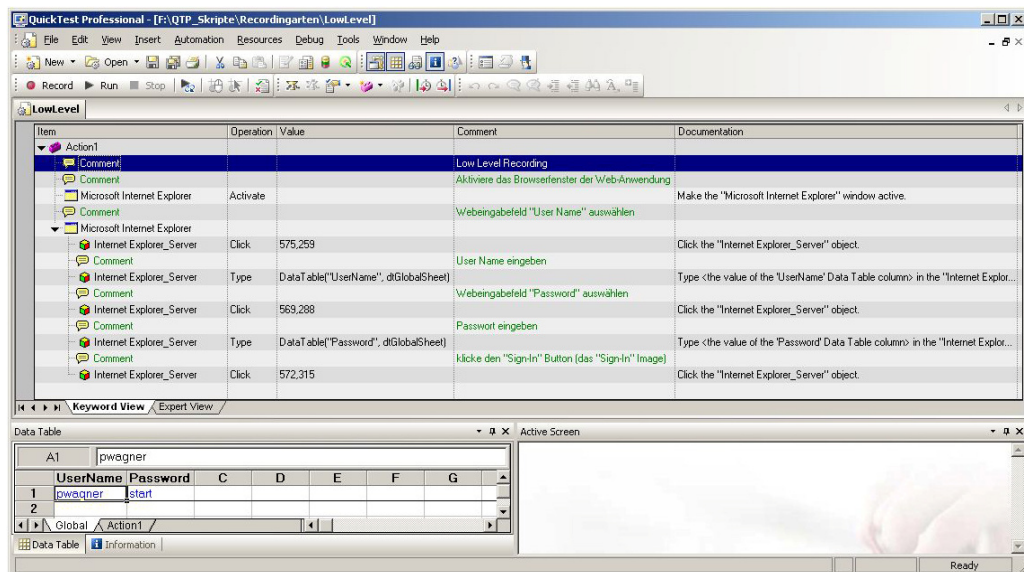 QuickTest Professional - [F:\QTP_Skripte\Recordingarten\LowLevel]
File Edit View Insert Automation Resources Debug Tools Window Help
New Open
Record Run Stop
LowLevel
Item Operation Value Comment Documentation
Action1
Comment Low Level Recording
Comment Aktiviere das Browserfenster der Web-Anwendung
Microsoft Internet Explorer Activate Make the "Microsoft Internet Explorer" window active.
Comment Webeingabefeld "User Name" auswählen
Microsoft Internet Explorer
Internet Explorer_Server Click 575,259 Click the "Internet Explorer_Server" object.
Comment User Name eingeben
Internet Explorer_Server Type DataTable("UserName", dtGlobalSheet) Type <the value of the 'UserName' Data Table column> in the "Internet Explor...
Comment Webeingabefeld "Password" auswählen
Internet Explorer_Server Click 569,288 Click the "Internet Explorer_Server" object.
Comment Passwort eingeben
Internet Explorer_Server Type DataTable("Password", dtGlobalSheet) Type <the value of the 'Password' Data Table column> in the "Internet Explor...
Comment klicke den "Sign-In" Button (das "Sign-In" Image)
Internet Explorer_Server Click 572,315 Click the "Internet Explorer_Server" object.
Keyword View Expert View
Data Table Active Screen
A1 pwagner
UserName Password C D E F G
1 pwagner start
2
Global Action1
Data Table Information
Ready